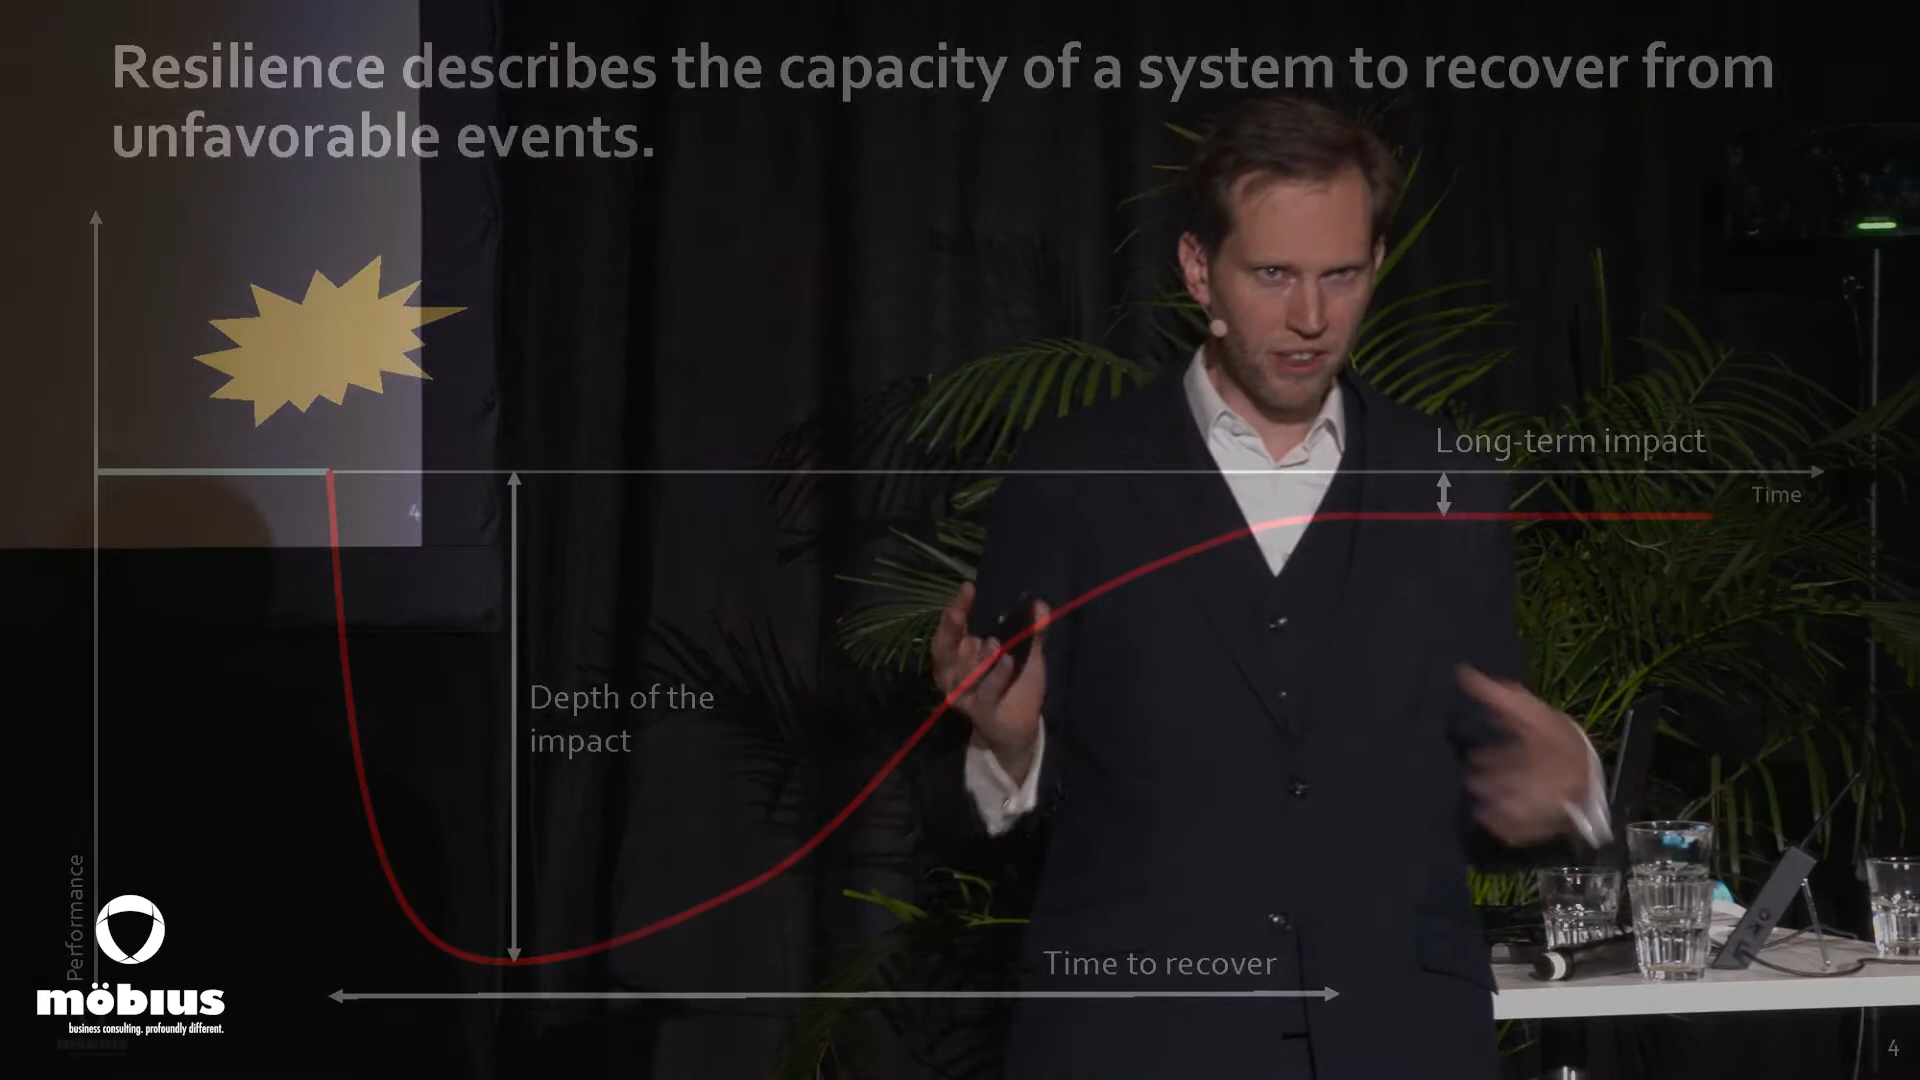 Resilience describes the capacity of a system to recover from
unfavorable events.
Long-term impact
Time
4
Depth of the
impact
Performance
Time to recover
möbius
business consulting. profoundly different.
4